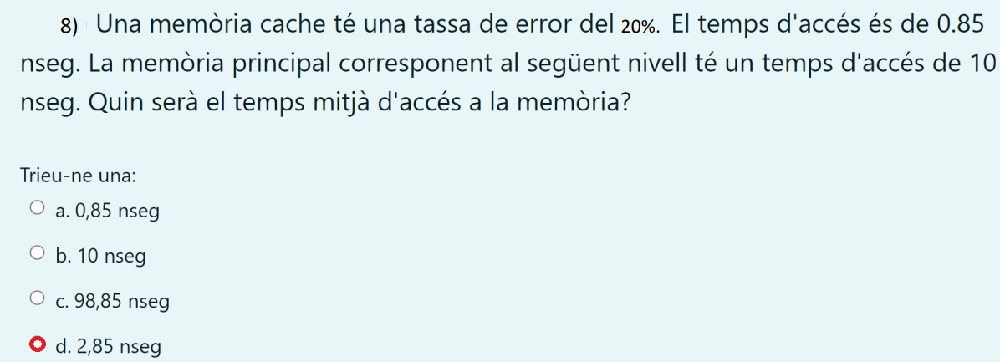 8) Una memòria cache té una tassa de error del 20%. El temps d'accés és de 0.85
nseg. La memòria principal corresponent al següent nivell té un temps d'accés de 10
nseg. Quin serà el temps mitjà d'accés a la memòria?
Trieu-ne una:
a. 0,85 nseg
b. 10 nseg
c. 98,85 nseg
d. 2,85 nseg